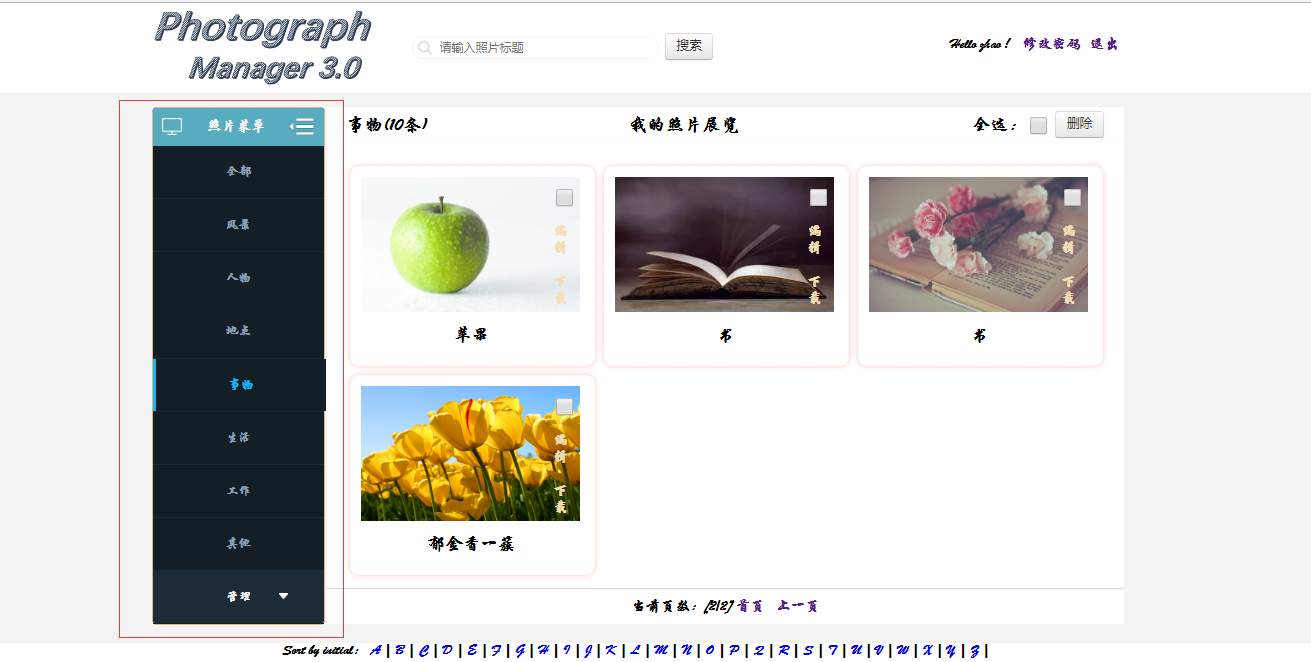 Photograph
Manager 3.0
请输入照片标题 搜索
Hello zhao！ 修改密码 退出
照片菜单
全部
风景
人物
地点
事物
生活
工作
其他
管理
事物(10条) 我的照片展览 全选： 删除
编辑
下载
苹果
编辑
下载
书
编辑
下载
书
编辑
下载
郁金香一簇
当前页数：[2/2] 首页 上一页
Sort by initial： A | B | C | D | E | F | G | H | I | J | K | L | M | N | O | P | Q | R | S | T | U | V | W | X | Y | Z |